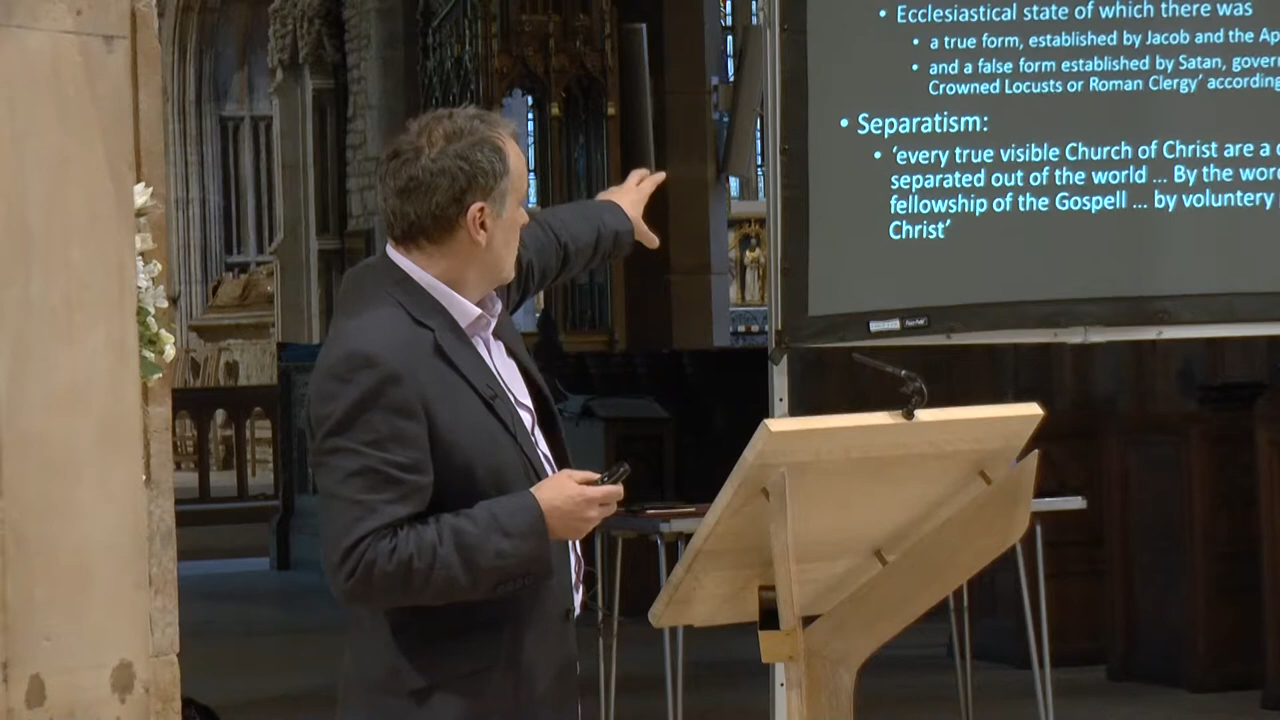 • Ecclesiastical state of which there was
• a true form, established by Jacob and the Ap
• and a false form established by Satan, gover
Crowned Locusts or Roman Clergy’ according
• Separatism:
• ‘every true visible Church of Christ are a c
separated out of the world ... By the word
fellowship of the Gospell ... by voluntery
Christ’